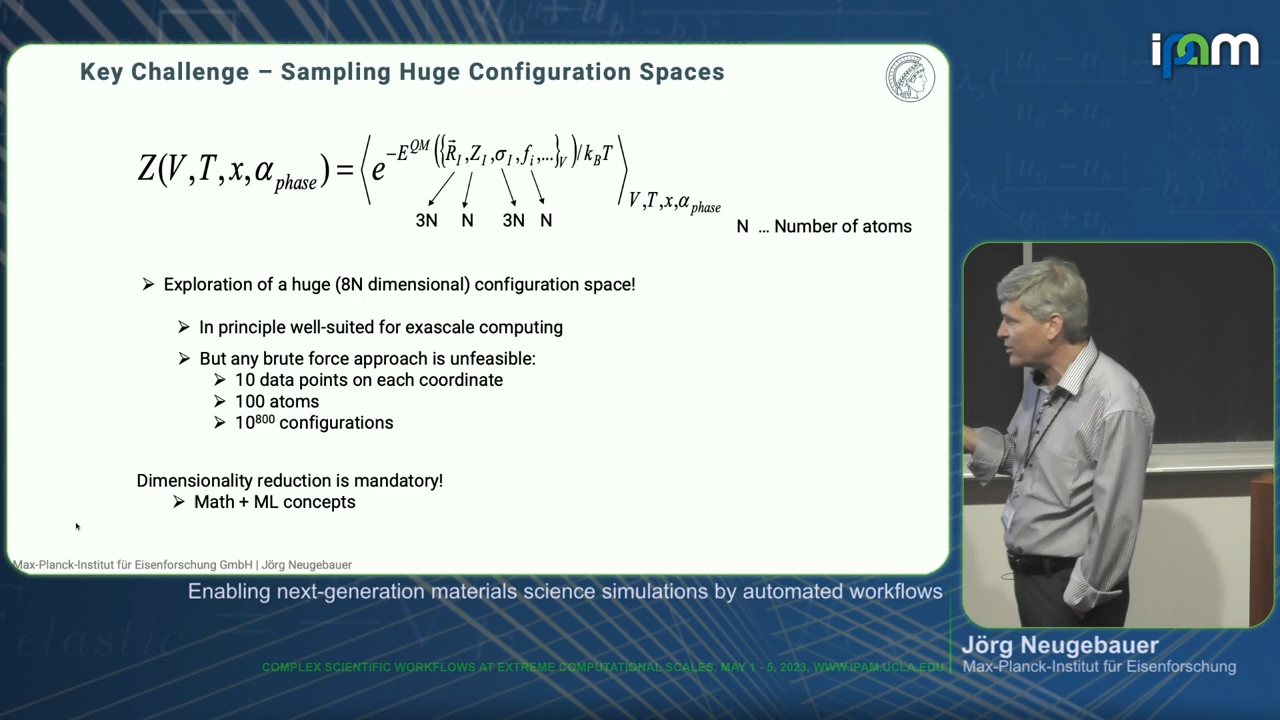 ipam
Key Challenge – Sampling Huge Configuration Spaces
Z(V,T,x,α_phase) = ⟨e^{-E^{QM}({R⃗_I,Z_I,σ_I,f_i,...}_V)/k_BT}⟩_{V,T,x,α_phase}
3N N 3N N
N … Number of atoms
➢ Exploration of a huge (8N dimensional) configuration space!
➢ In principle well-suited for exascale computing
➢ But any brute force approach is unfeasible:
➢ 10 data points on each coordinate
➢ 100 atoms
➢ 10⁸⁰⁰ configurations
Dimensionality reduction is mandatory!
➢ Math + ML concepts
Max-Planck-Institut für Eisenforschung GmbH | Jörg Neugebauer
Enabling next-generation materials science simulations by automated workflows
Jörg Neugebauer
Max-Planck-Institut für Eisenforschung
COMPLEX SCIENTIFIC WORKFLOWS AT EXTREME COMPUTATIONAL SCALES, MAY 1 - 5, 2023, WWW.IPAM.UCLA.EDU
elastic